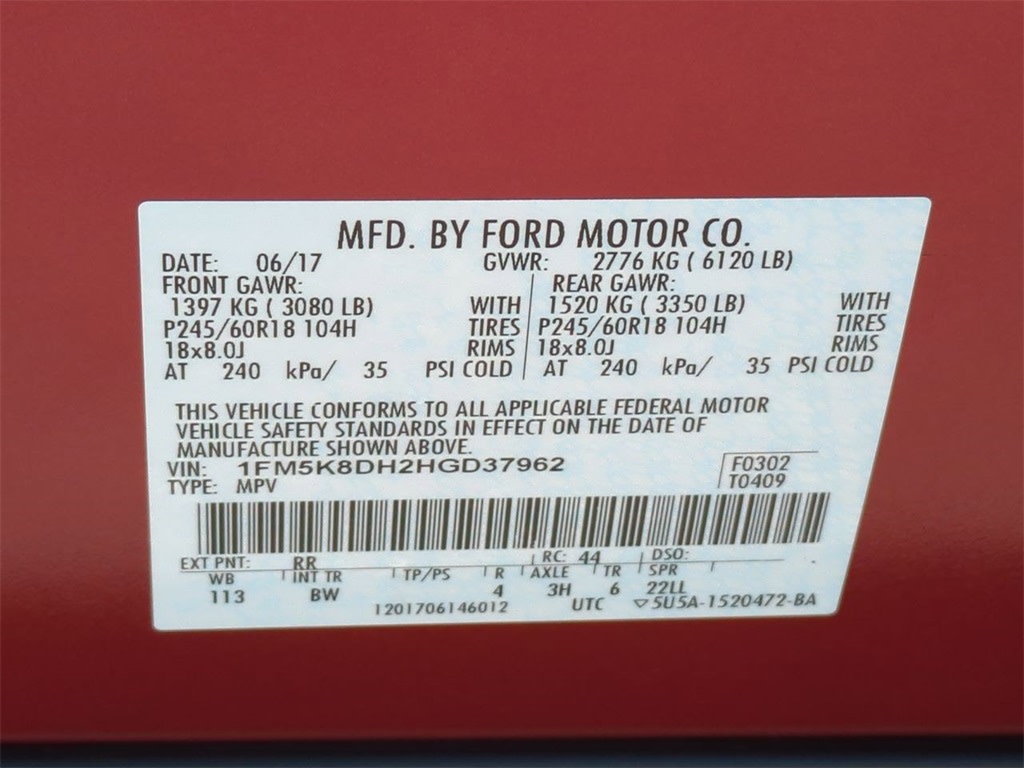 MFD. BY FORD MOTOR CO.
DATE: 06/17 GVWR: 2776 KG ( 6120 LB)
FRONT GAWR: REAR GAWR:
1397 KG ( 3080 LB) WITH 1520 KG ( 3350 LB) WITH
P245/60R18 104H TIRES P245/60R18 104H TIRES
18x8.0J RIMS 18x8.0J RIMS
AT 240 kPa/ 35 PSI COLD AT 240 kPa/ 35 PSI COLD
THIS VEHICLE CONFORMS TO ALL APPLICABLE FEDERAL MOTOR
VEHICLE SAFETY STANDARDS IN EFFECT ON THE DATE OF
MANUFACTURE SHOWN ABOVE.
VIN: 1FM5K8DH2HGD37962 F0302
TYPE: MPV T0409
EXT PNT: RR RC: 44 DSO:
WB INT TR TP/PS R AXLE TR SPR
113 BW 4 3H 6 22LL
1201706146012 UTC ▽5U5A-1520472-BA